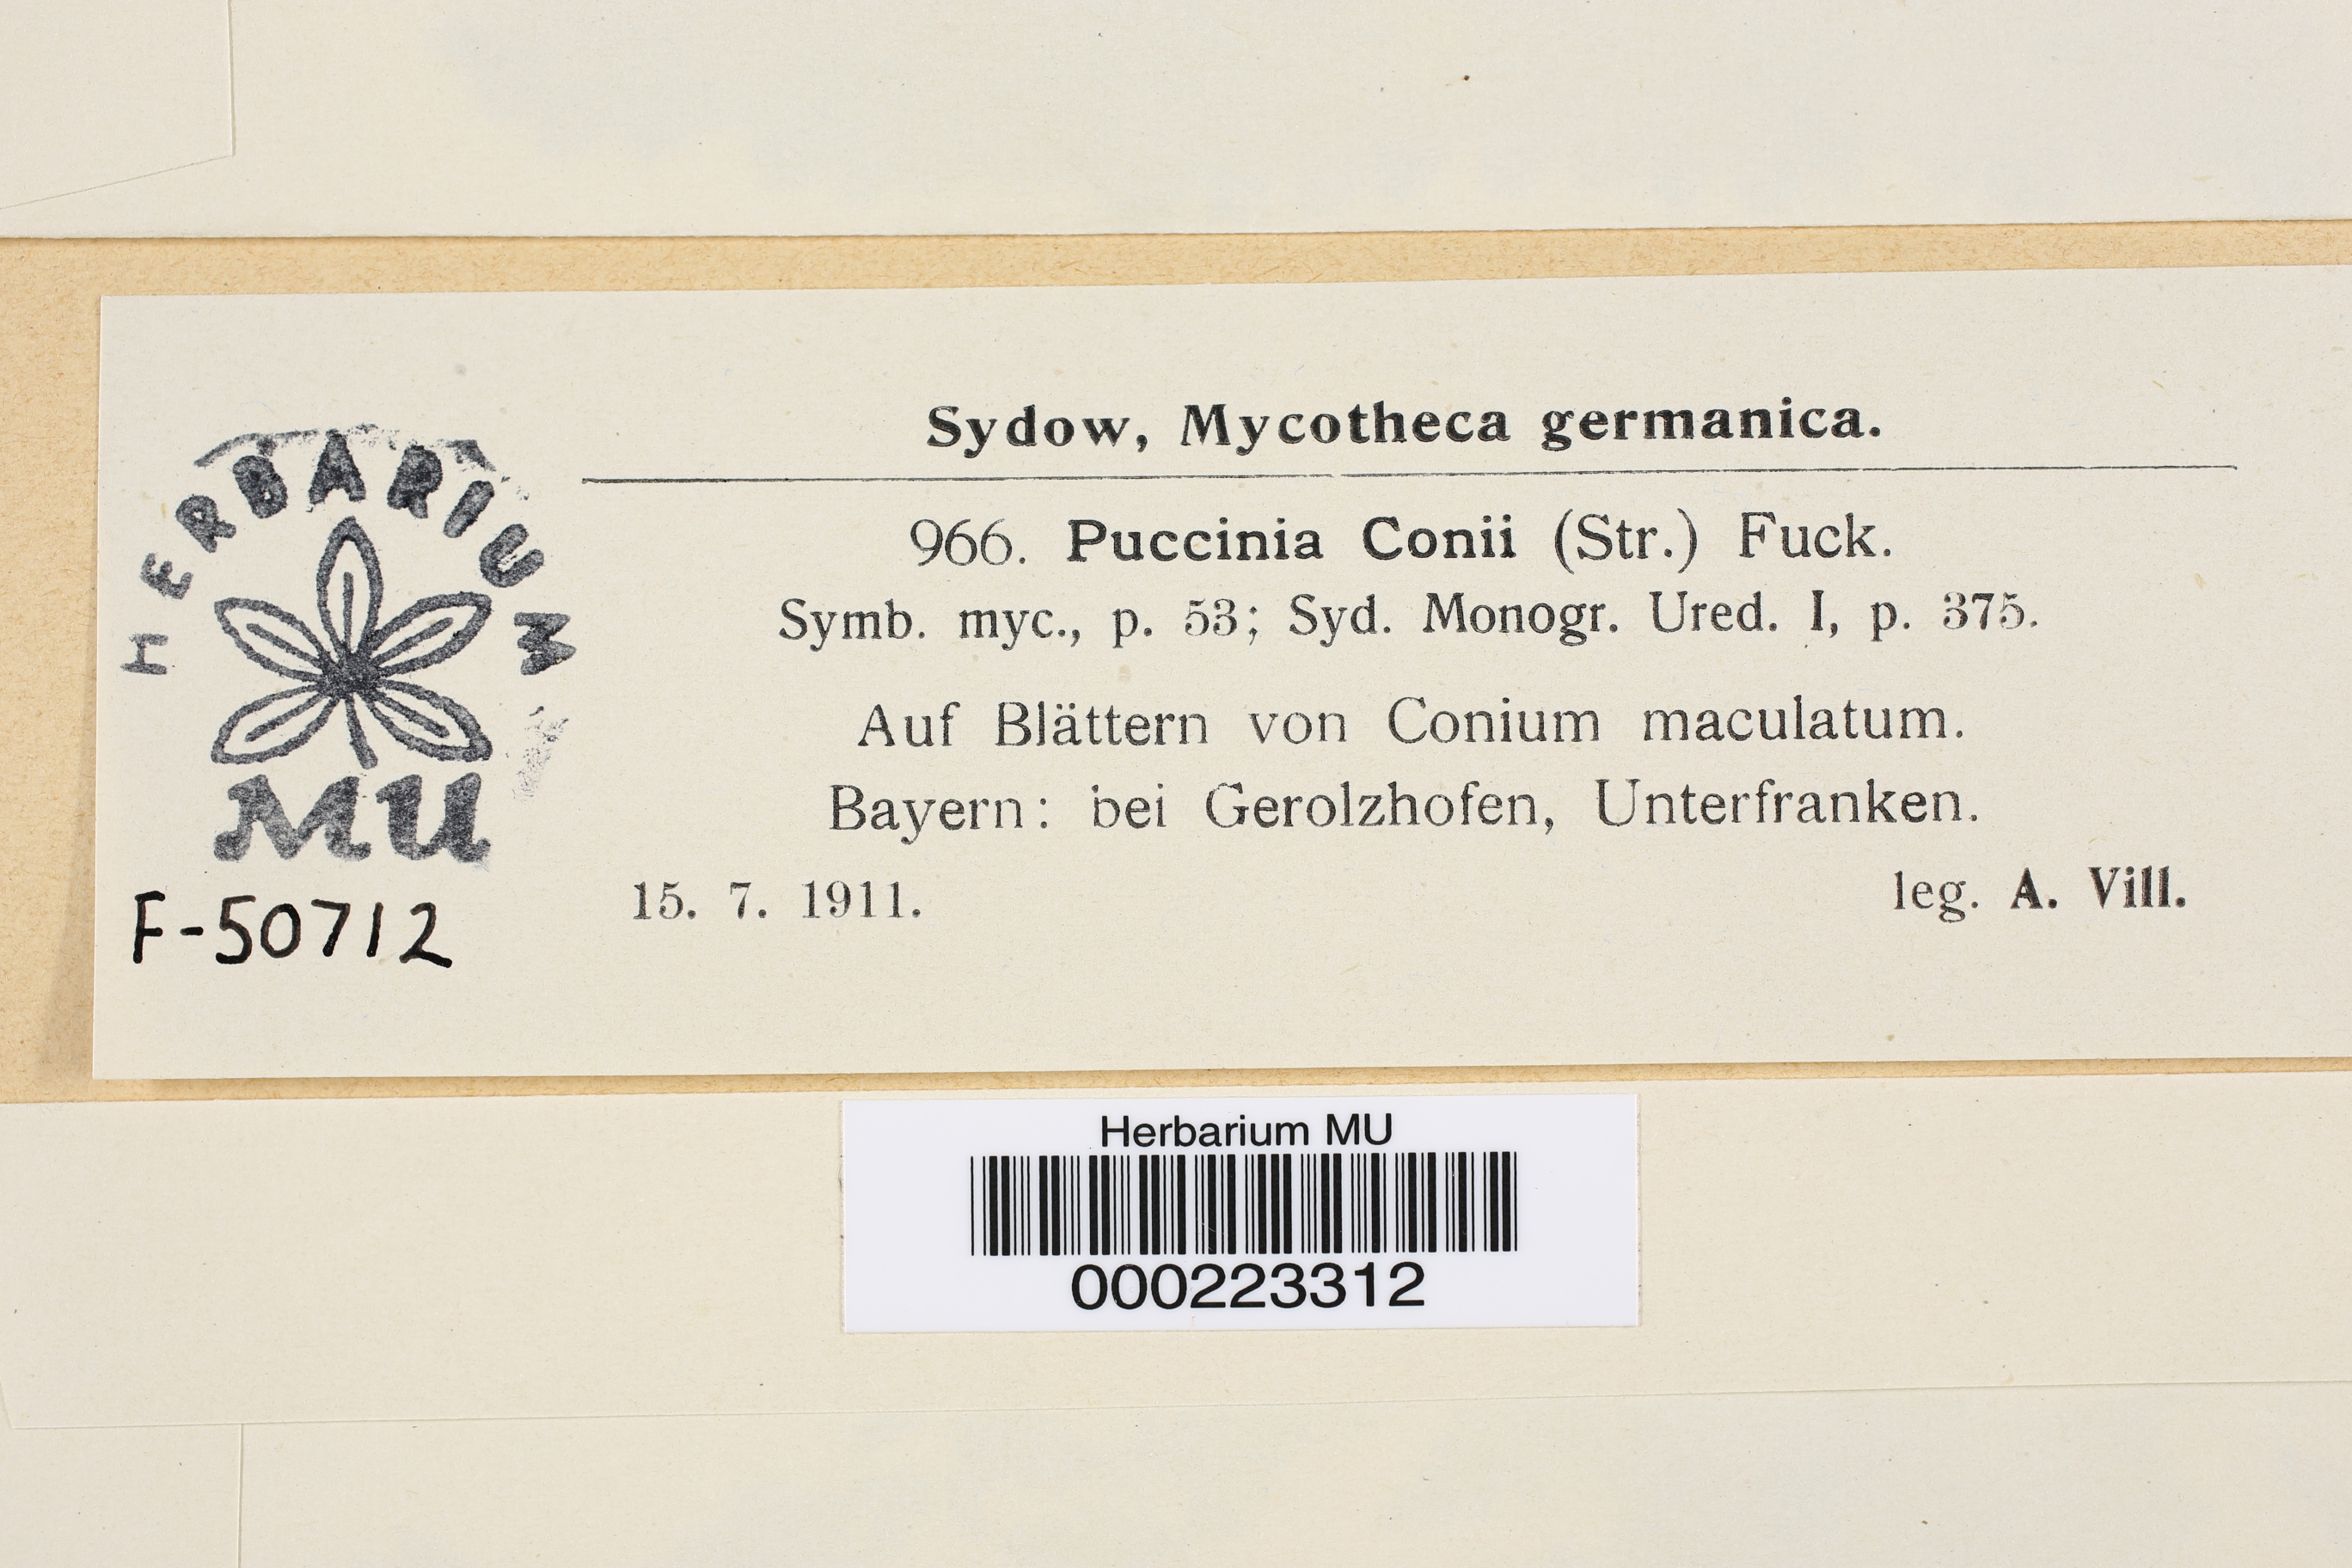 Sydow, Mycotheca germanica.
966. Puccinia Conii (Str.) Fuck.
Symb. myc., p. 53; Syd. Monogr. Ured. I, p. 375.
Auf Blättern von Conium maculatum.
Bayern: bei Gerolzhofen, Unterfranken.
15. 7. 1911. leg. A. Vill.
HERBARIUM
MU
F-50712
Herbarium MU
000223312